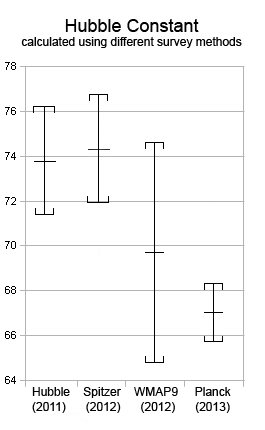 Hubble Constant
calculated using different survey methods
78
76
74
72
70
68
66
64
Hubble Spitzer WMAP9 Planck
(2011) (2012) (2012) (2013)